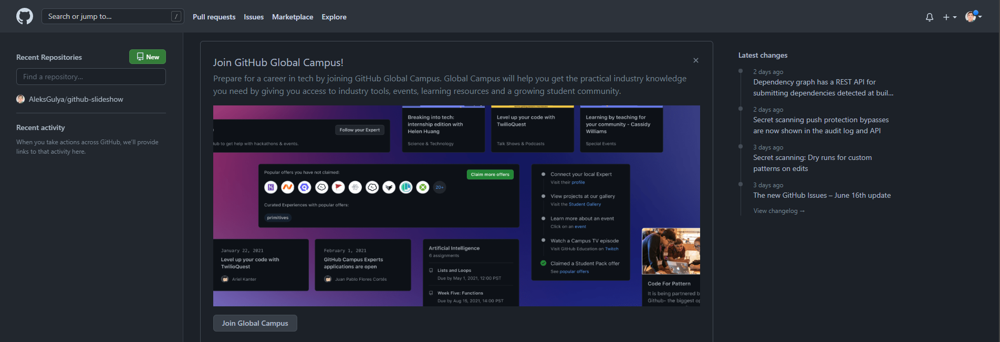 Search or jump to...
/
Pull requests
Issues
Marketplace
Explore
Recent Repositories
New
Find a repository...
AleksGulya/github-slideshow
Recent activity
When you take actions across GitHub, we'll provide
links to that activity here.
Join GitHub Global Campus!
Prepare for a career in tech by joining GitHub Global Campus. Global Campus will help you get the practical industry knowledge
you need by giving you access to industry tools, events, learning resources and a growing student community.
Follow your Expert
to get help with hackathons & events.
Breaking into tech:
internship edition with
Helen Huang
Science & Technology
Level up your code with
TwilioQuest
Talk Shows & Podcasts
Learning by teaching for
your community - Cassidy
Williams
Special Events
Popular offers you have not claimed:
Claim more offers
20+
Curated Experiences with popular offers:
primitives
Connect your local Expert
Visit their profile
View projects at our gallery
Visit the Student Gallery
Learn more about an event
Click on an event
Watch a Campus TV episode
Visit GitHub Education on Twitch
Claimed a Student Pack offer
See popular offers
January 22, 2021
Level up your code with
TwilioQuest
Ariel Kanter
February 1, 2021
GitHub Campus Experts
applications are open
Juan Pablo Flores Cortés
Artificial Intelligence
6 assignments
Lists and Loops
Due by May 1, 2021, 12:00 PST
Week Five: Functions
Due by Aug 15, 2021, 14:00 PST
Code For Pattern
It is being partnered b
Github- the biggest op
Join Global Campus
Latest changes
2 days ago
Dependency graph has a REST API for
submitting dependencies detected at buil...
2 days ago
Secret scanning push protection bypasses
are now shown in the audit log and API
3 days ago
Secret scanning: Dry runs for custom
patterns on edits
3 days ago
The new GitHub Issues – June 16th update
View changelog →